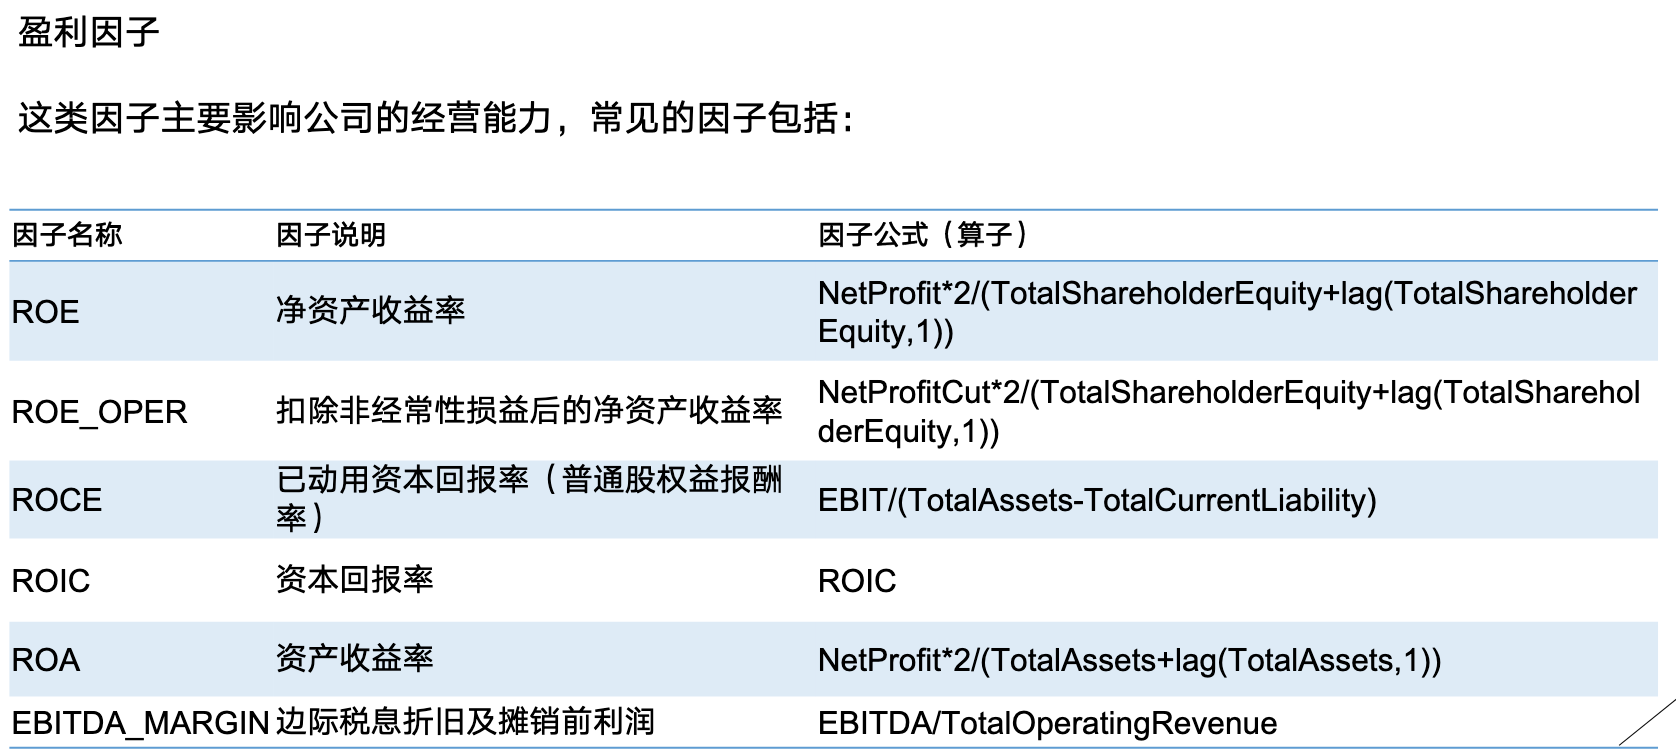 盈利因子
这类因子主要影响公司的经营能力，常见的因子包括：
因子名称 因子说明 因子公式（算子）
ROE 净资产收益率 NetProfit*2/(TotalShareholderEquity+lag(TotalShareholder
Equity,1))
ROE_OPER 扣除非经常性损益后的净资产收益率 NetProfitCut*2/(TotalShareholderEquity+lag(TotalSharehol
derEquity,1))
ROCE 已动用资本回报率（普通股权益报酬
率） EBIT/(TotalAssets-TotalCurrentLiability)
ROIC 资本回报率 ROIC
ROA 资产收益率 NetProfit*2/(TotalAssets+lag(TotalAssets,1))
EBITDA_MARGIN 边际税息折旧及摊销前利润 EBITDA/TotalOperatingRevenue